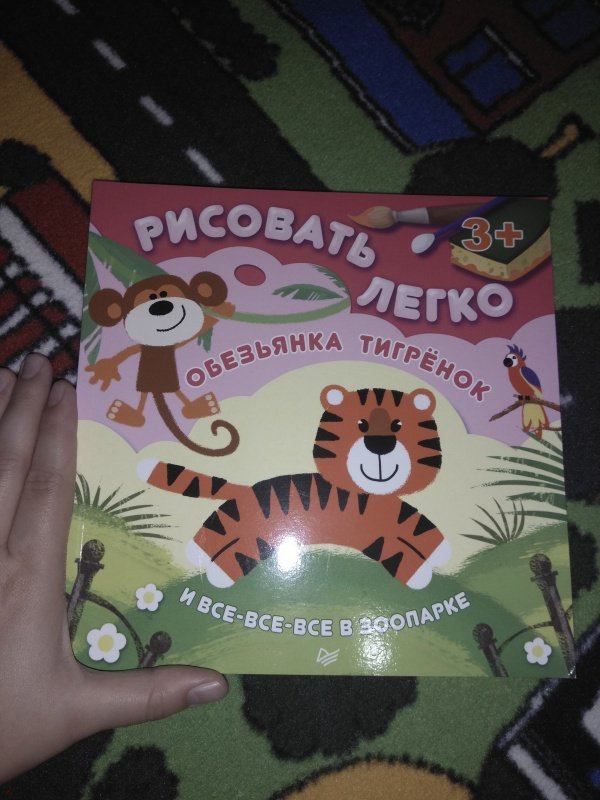 РИСОВАТЬ
ЛЕГКО
3+
ОБЕЗЬЯНКА ТИГРЁНОК
И ВСЕ-ВСЕ-ВСЕ В ЗООПАРКЕ